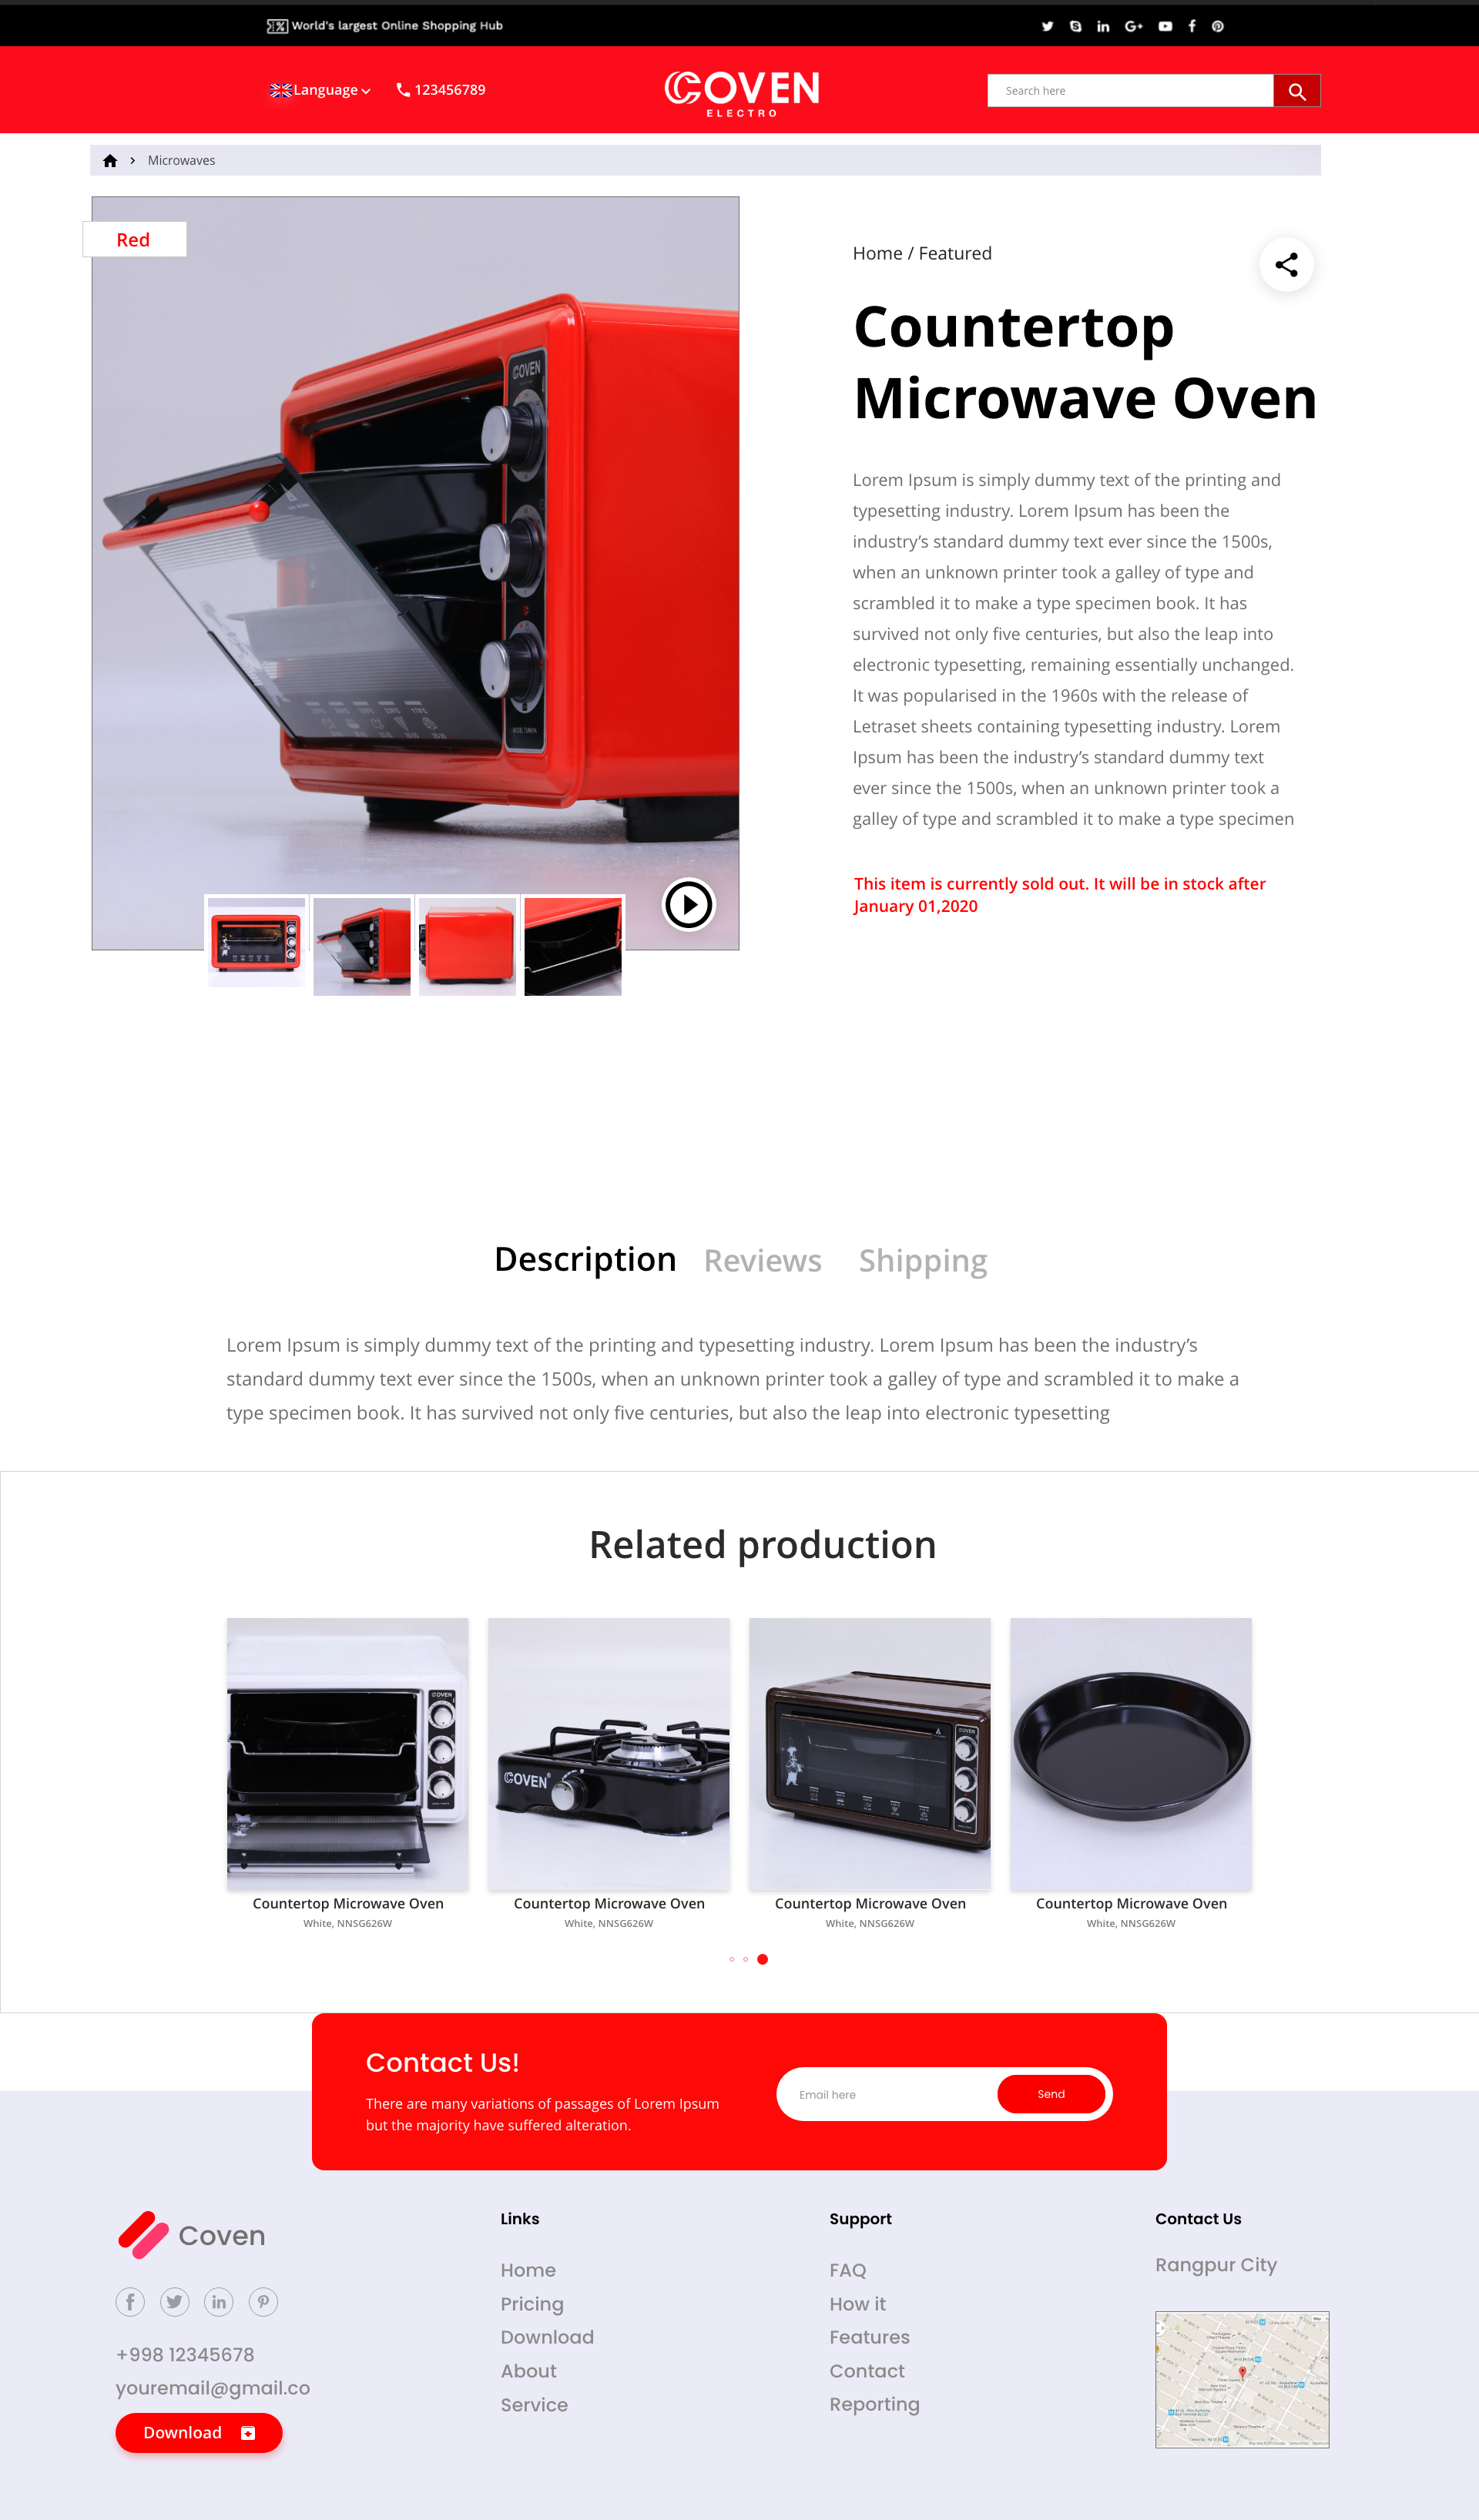 World's largest Online Shopping Hub
Language
123456789
COVEN
ELECTRO
Search here
Microwaves
Red
COVEN
Home / Featured
Countertop
Microwave Oven
Lorem Ipsum is simply dummy text of the printing and
typesetting industry. Lorem Ipsum has been the
industry’s standard dummy text ever since the 1500s,
when an unknown printer took a galley of type and
scrambled it to make a type specimen book. It has
survived not only five centuries, but also the leap into
electronic typesetting, remaining essentially unchanged.
It was popularised in the 1960s with the release of
Letraset sheets containing typesetting industry. Lorem
Ipsum has been the industry’s standard dummy text
ever since the 1500s, when an unknown printer took a
galley of type and scrambled it to make a type specimen
This item is currently sold out. It will be in stock after
January 01,2020
Description Reviews Shipping
Lorem Ipsum is simply dummy text of the printing and typesetting industry. Lorem Ipsum has been the industry’s
standard dummy text ever since the 1500s, when an unknown printer took a galley of type and scrambled it to make a
type specimen book. It has survived not only five centuries, but also the leap into electronic typesetting
Related production
COVEN
COVEN
COVEN
Countertop Microwave Oven
White, NNSG626W
Countertop Microwave Oven
White, NNSG626W
Countertop Microwave Oven
White, NNSG626W
Countertop Microwave Oven
White, NNSG626W
Contact Us!
There are many variations of passages of Lorem Ipsum
but the majority have suffered alteration.
Email here
Send
Coven
+998 12345678
youremail@gmail.co
Download
Links
Home
Pricing
Download
About
Service
Support
FAQ
How it
Features
Contact
Reporting
Contact Us
Rangpur City